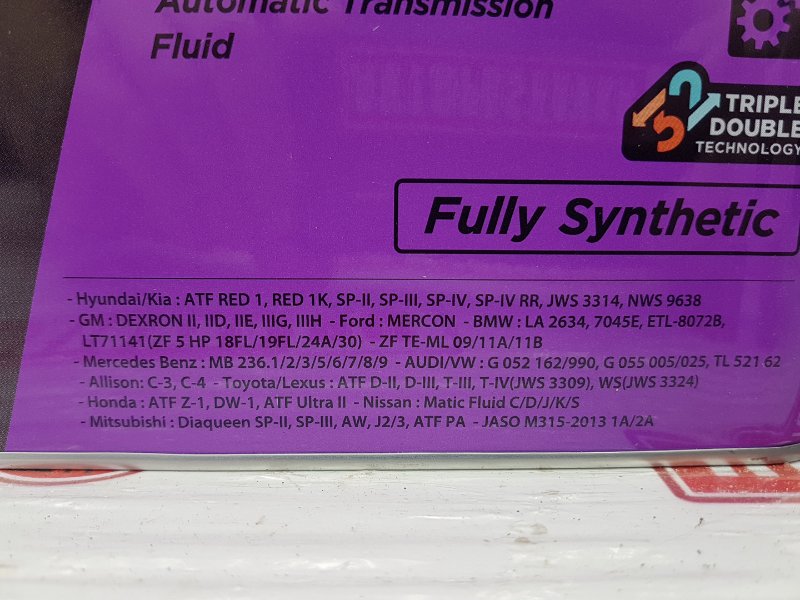 Automatic Transmission
Fluid
TRIPLE
DOUBLE
TECHNOLOGY
Fully Synthetic
- Hyundai/Kia : ATF RED 1, RED 1K, SP-II, SP-III, SP-IV, SP-IV RR, JWS 3314, NWS 9638
- GM : DEXRON II, IID, IIE, IIIG, IIIH - Ford : MERCON - BMW : LA 2634, 7045E, ETL-8072B,
LT71141(ZF 5 HP 18FL/19FL/24A/30) - ZF TE-ML 09/11A/11B
- Mercedes Benz : MB 236.1/2/3/5/6/7/8/9 - AUDI/VW : G 052 162/990, G 055 005/025, TL 521 62
- Allison: C-3, C-4 - Toyota/Lexus : ATF D-II, D-III, T-III, T-IV(JWS 3309), WS(JWS 3324)
- Honda : ATF Z-1, DW-1, ATF Ultra II - Nissan : Matic Fluid C/D/J/K/S
- Mitsubishi : Diaqueen SP-II, SP-III, AW, J2/3, ATF PA - JASO M315-2013 1A/2A